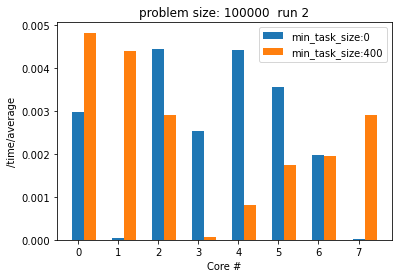 problem size: 100000  run 2
min_task_size:0
min_task_size:400
/time/average
0.005
0.004
0.003
0.002
0.001
0.000
0 1 2 3 4 5 6 7
Core #